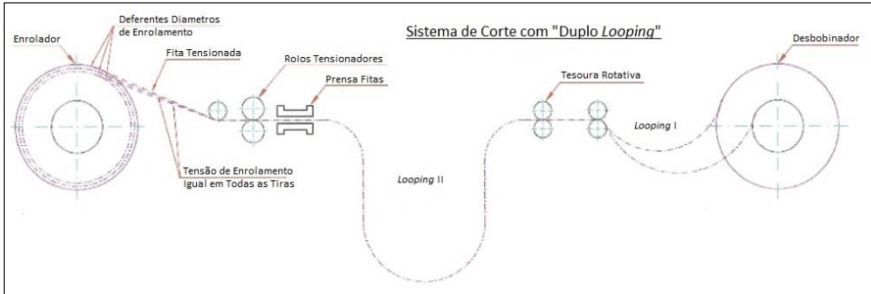 Sistema de Corte com "Duplo Looping"
Deferentes Diametros
de Enrolamento
Enrolador
Fita Tensionada
Rolos Tensionadores
Prensa Fitas
Tesoura Rotativa
Desbobinador
Looping I
Looping II
Tensão de Enrolamento
Igual em Todas as Tiras